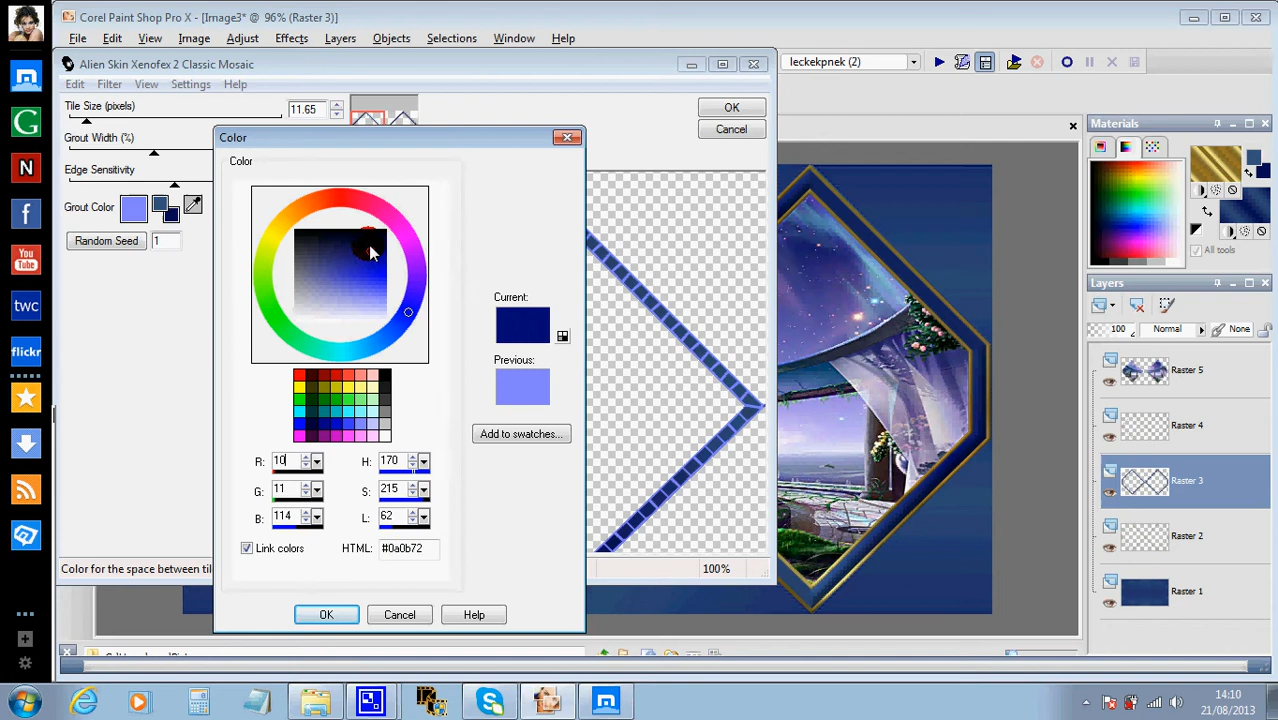 Corel Paint Shop Pro X - [Image3* @ 96% (Raster 3)]
File Edit View Image Adjust Effects Layers Objects Selections Window Help
Alien Skin Xenofex 2 Classic Mosaic
leckekpnek (2)
Edit Filter View Settings Help
Tile Size (pixels) 11.65
OK
Cancel
Grout Width (%)
Edge Sensitivity
Grout Color
Random Seed 1
Color
Color
Current:
Previous:
Add to swatches...
R: 10 H: 170
G: 11 S: 215
B: 114 L: 62
Link colors HTML: #0a0b72
OK Cancel Help
Color for the space between til
100%
Materials
All tools
Layers
100 Normal None
Raster 5
Raster 4
Raster 3
Raster 2
Raster 1
G
N
f
You
Tube
twc
flickr
14:10
21/08/2013